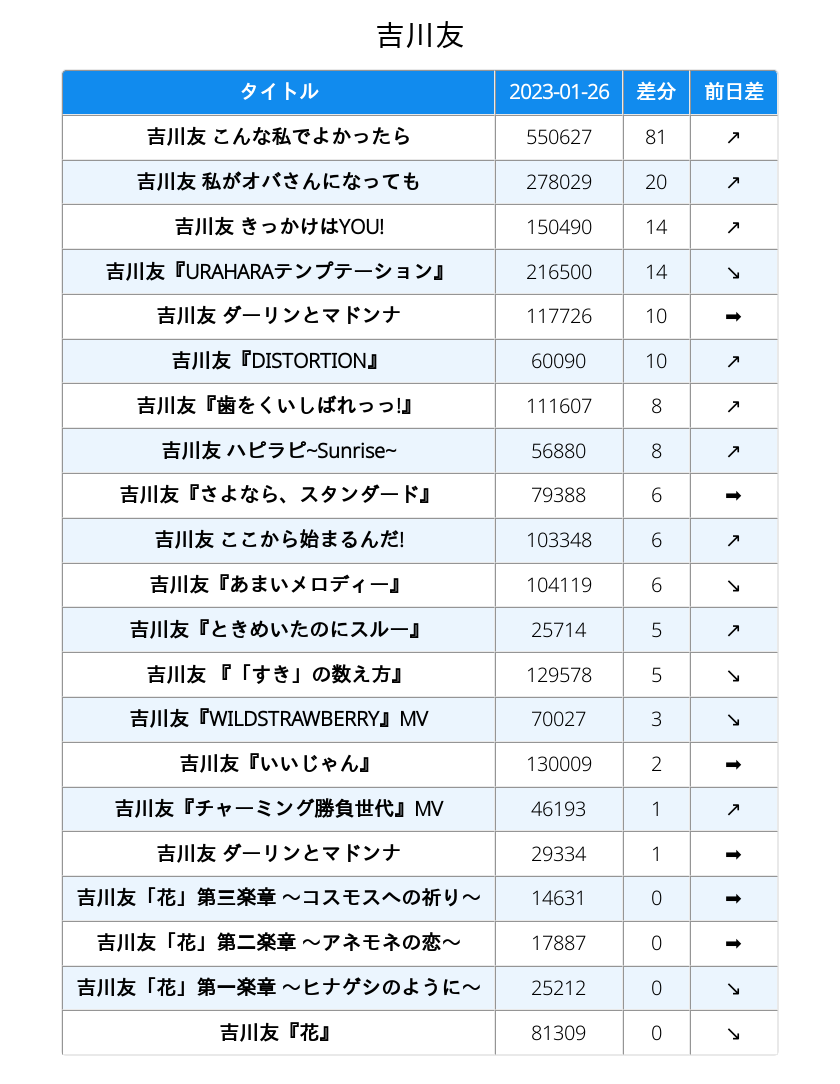 吉川友
タイトル 2023-01-26 差分 前日差
吉川友 こんな私でよかったら 550627 81 ↗
吉川友 私がオバさんになっても 278029 20 ↗
吉川友 きっかけはYOU! 150490 14 ↗
吉川友『URAHARAテンプテーション』 216500 14 ↘
吉川友 ダーリンとマドンナ 117726 10 ➡
吉川友『DISTORTION』 60090 10 ↗
吉川友『歯をくいしばれっっ!』 111607 8 ↗
吉川友 ハピラピ~Sunrise~ 56880 8 ↗
吉川友『さよなら、スタンダード』 79388 6 ➡
吉川友 ここから始まるんだ! 103348 6 ↗
吉川友『あまいメロディー』 104119 6 ↘
吉川友『ときめいたのにスルー』 25714 5 ↗
吉川友 『「すき」の数え方』 129578 5 ↘
吉川友『WILDSTRAWBERRY』MV 70027 3 ↘
吉川友『いいじゃん』 130009 2 ➡
吉川友『チャーミング勝負世代』MV 46193 1 ↗
吉川友 ダーリンとマドンナ 29334 1 ➡
吉川友「花」第三楽章 〜コスモスへの祈り〜 14631 0 ➡
吉川友「花」第二楽章 〜アネモネの恋〜 17887 0 ➡
吉川友「花」第一楽章 〜ヒナゲシのように〜 25212 0 ↘
吉川友『花』 81309 0 ↘